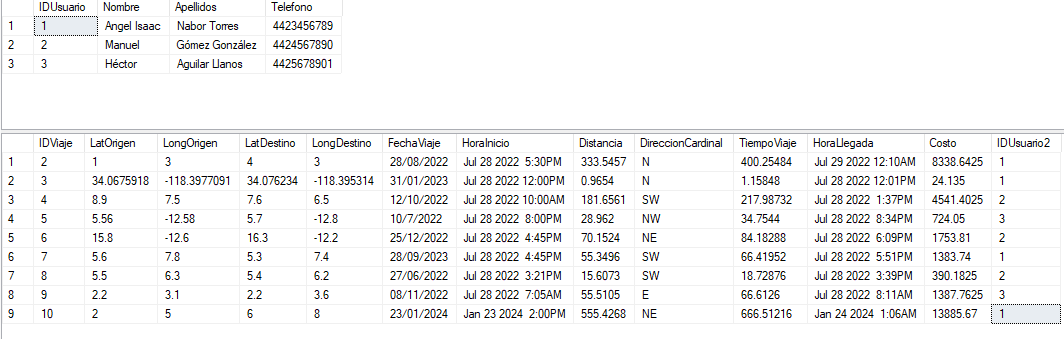 IDUsuario Nombre Apellidos Telefono
1 1 Angel Isaac Nabor Torres 4423456789
2 2 Manuel Gómez González 4424567890
3 3 Héctor Aguilar Llanos 4425678901
IDViaje LatOrigen LongOrigen LatDestino LongDestino FechaViaje HoraInicio Distancia DireccionCardinal TiempoViaje HoraLlegada Costo IDUsuario2
1 2 1 3 4 3 28/08/2022 Jul 28 2022 5:30PM 333.5457 N 400.25484 Jul 29 2022 12:10AM 8338.6425 1
2 3 34.0675918 -118.3977091 34.076234 -118.395314 31/01/2023 Jul 28 2022 12:00PM 0.9654 N 1.15848 Jul 28 2022 12:01PM 24.135 1
3 4 8.9 7.5 7.6 6.5 12/10/2022 Jul 28 2022 10:00AM 181.6561 SW 217.98732 Jul 28 2022 1:37PM 4541.4025 2
4 5 5.56 -12.58 5.7 -12.8 10/7/2022 Jul 28 2022 8:00PM 28.962 NW 34.7544 Jul 28 2022 8:34PM 724.05 3
5 6 15.8 -12.6 16.3 -12.2 25/12/2022 Jul 28 2022 4:45PM 70.1524 NE 84.18288 Jul 28 2022 6:09PM 1753.81 2
6 7 5.6 7.8 5.3 7.4 28/09/2023 Jul 28 2022 4:45PM 55.3496 SW 66.41952 Jul 28 2022 5:51PM 1383.74 1
7 8 5.5 6.3 5.4 6.2 27/06/2022 Jul 28 2022 3:21PM 15.6073 SW 18.72876 Jul 28 2022 3:39PM 390.1825 2
8 9 2.2 3.1 2.2 3.6 08/11/2022 Jul 28 2022 7:05AM 55.5105 E 66.6126 Jul 28 2022 8:11AM 1387.7625 3
9 10 2 5 6 8 23/01/2024 Jan 23 2024 2:00PM 555.4268 NE 666.51216 Jan 24 2024 1:06AM 13885.67 1